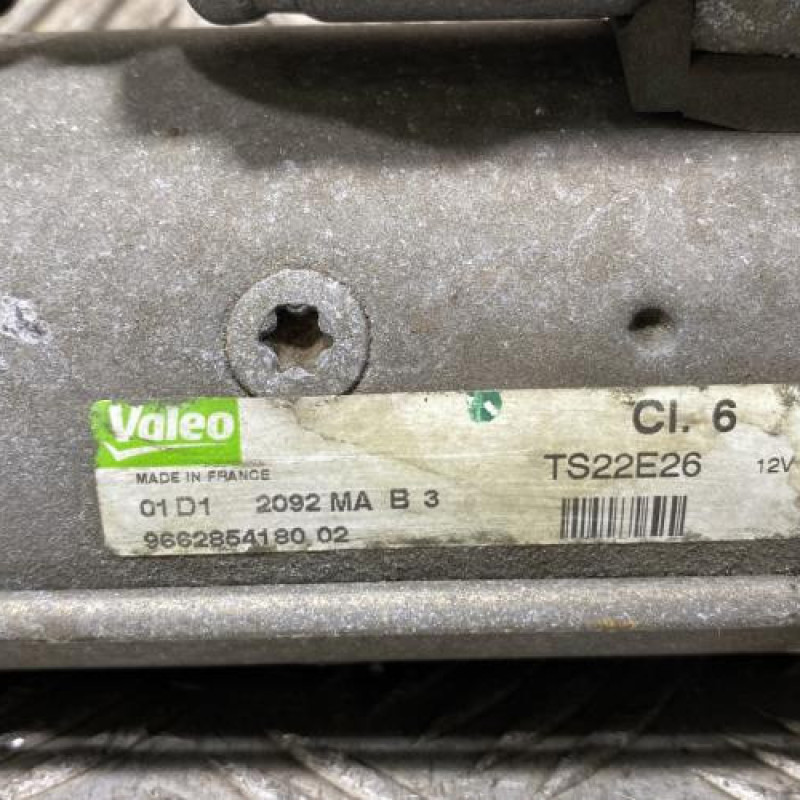 Valeo
Cl. 6
MADE IN FRANCE
TS22E26 12V
01 D1 2092 MA B 3
9662854180 02